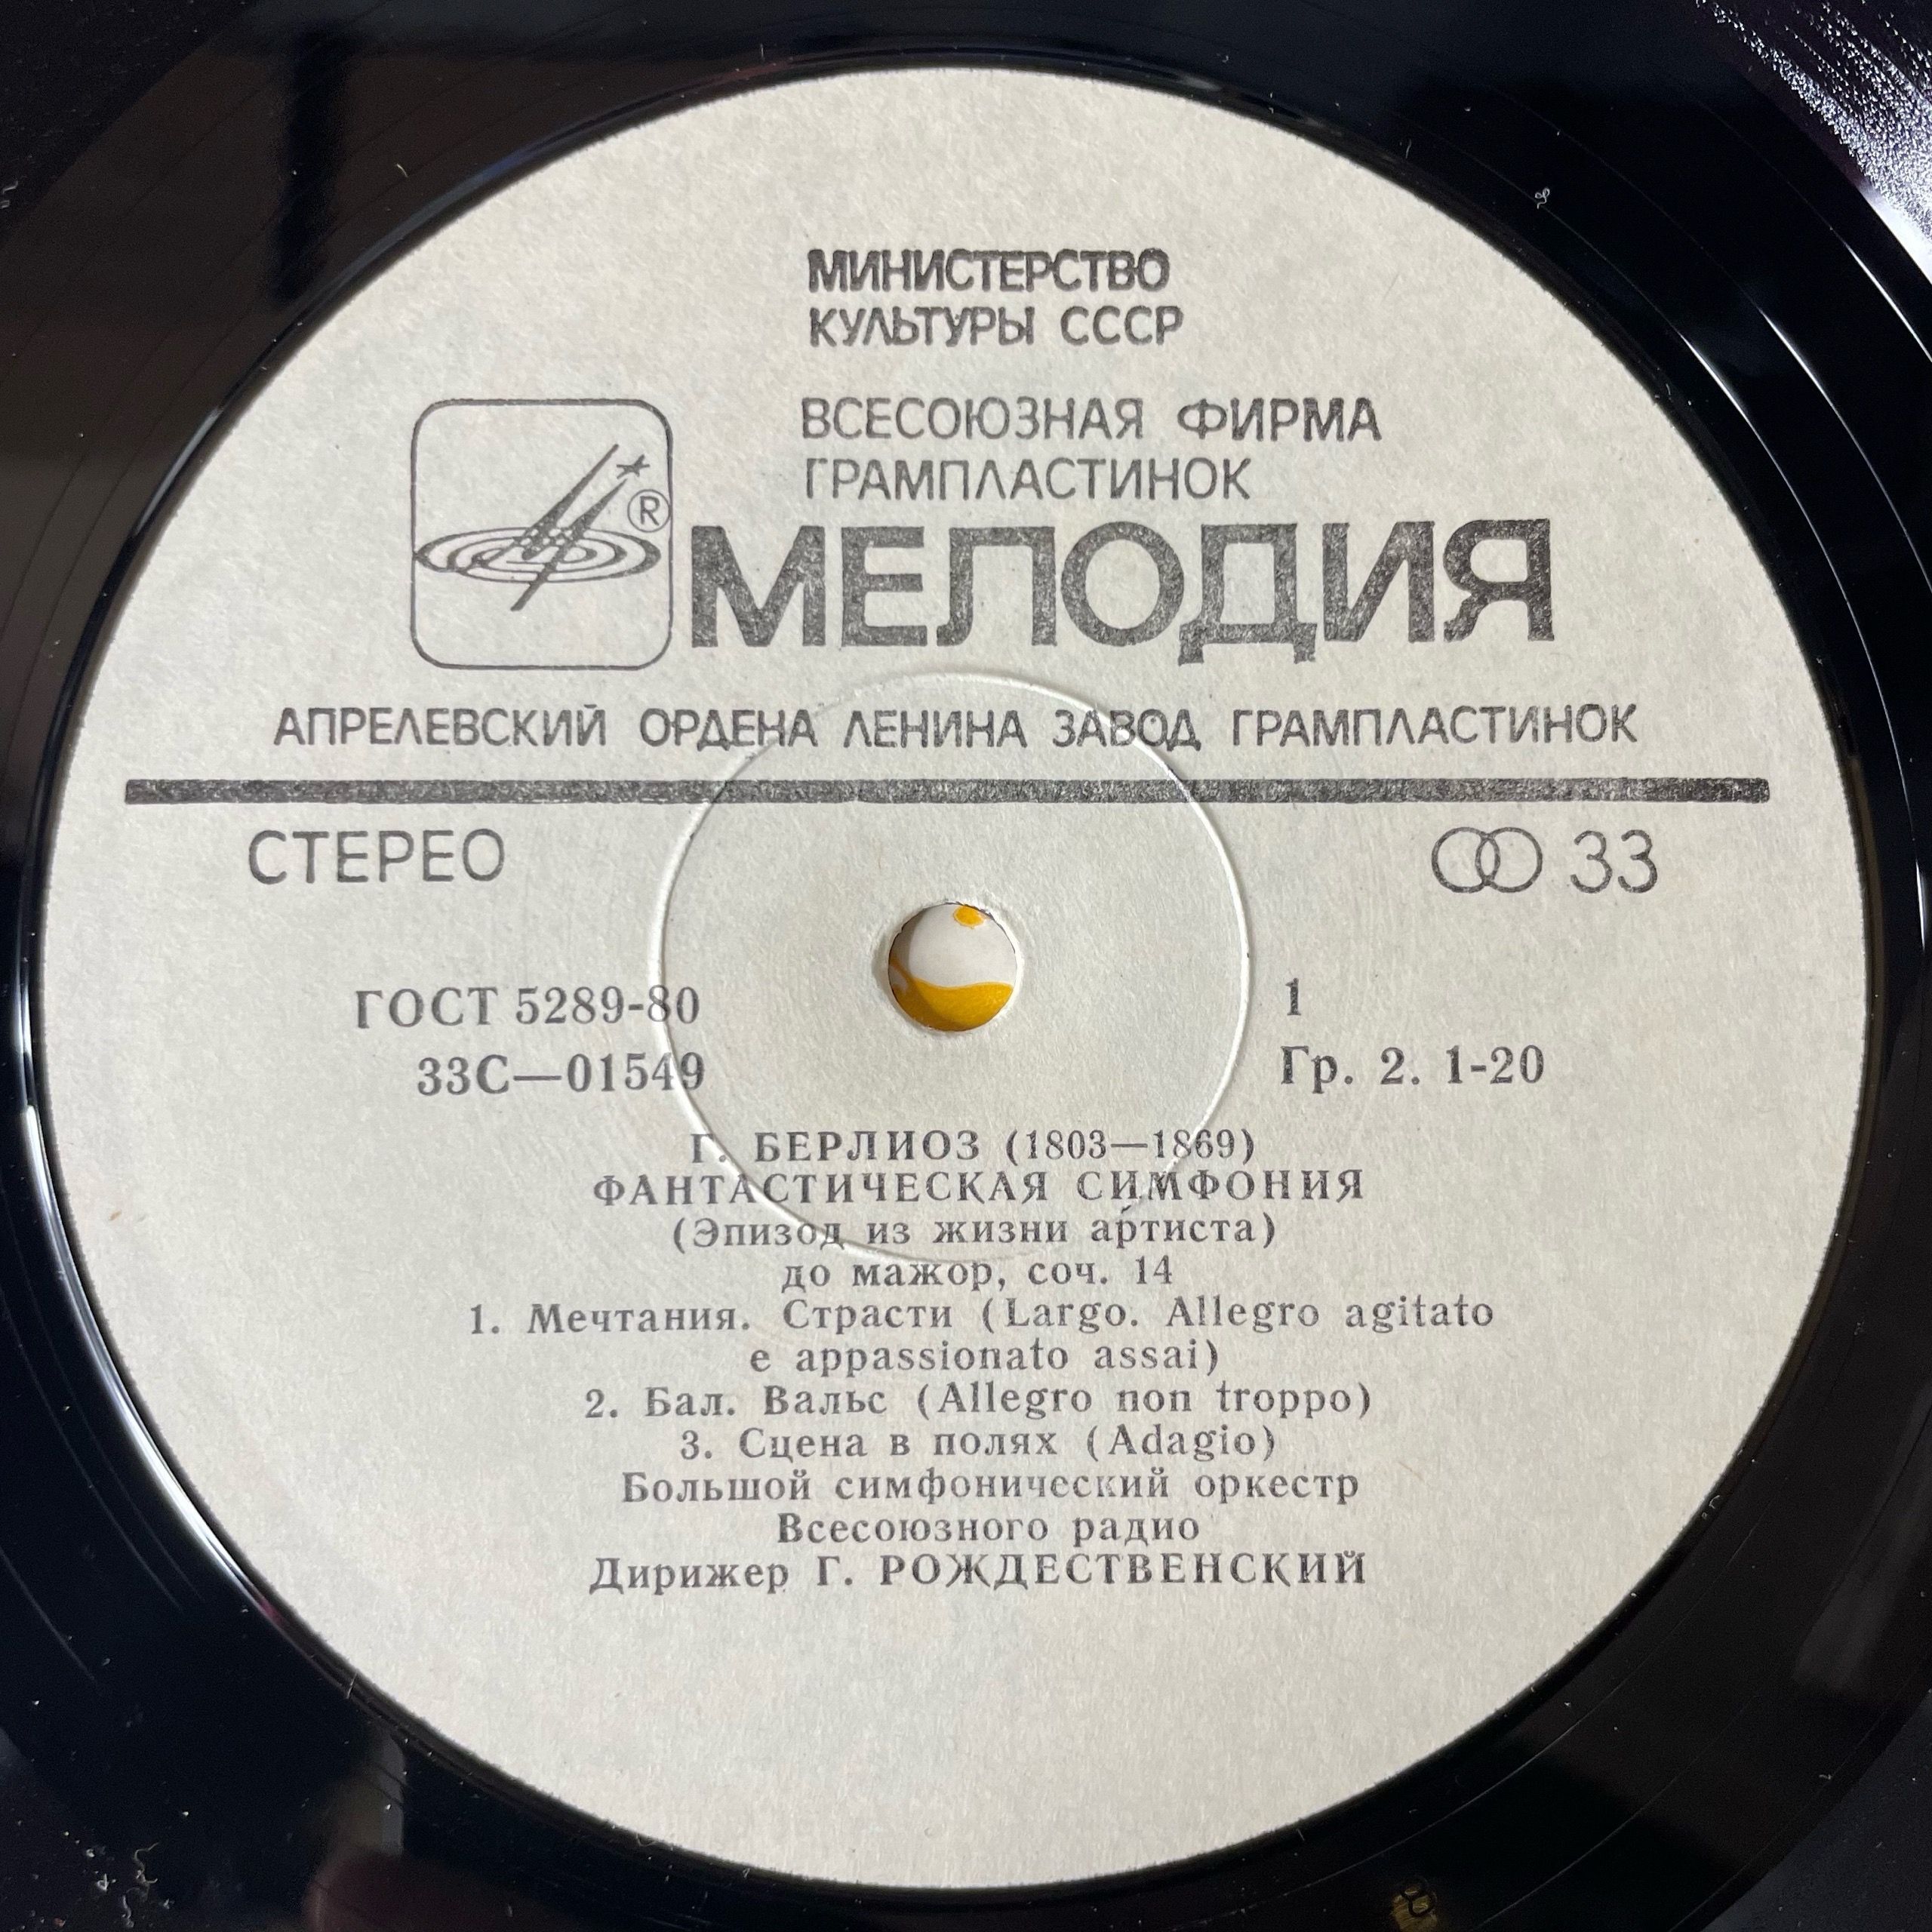 МИНИСТЕРСТВО
КУЛЬТУРЫ СССР
ВСЕСОЮЗНАЯ ФИРМА
ГРАМПЛАСТИНОК
®
МЕЛОДИЯ
АПРЕЛЕВСКИЙ ОРДЕНА ЛЕНИНА ЗАВОД ГРАМПЛАСТИНОК
СТЕРЕО 33
ГОСТ 5289-80 1
33С—01549 Гр. 2. 1-20
Г. БЕРЛИОЗ (1803—1869)
ФАНТАСТИЧЕСКАЯ СИМФОНИЯ
(Эпизод из жизни артиста)
до мажор, соч. 14
1. Мечтания. Страсти (Largo. Allegro agitato
e appassionato assai)
2. Бал. Вальс (Allegro non troppo)
3. Сцена в полях (Adagio)
Большой симфонический оркестр
Всесоюзного радио
Дирижер Г. РОЖДЕСТВЕНСКИЙ